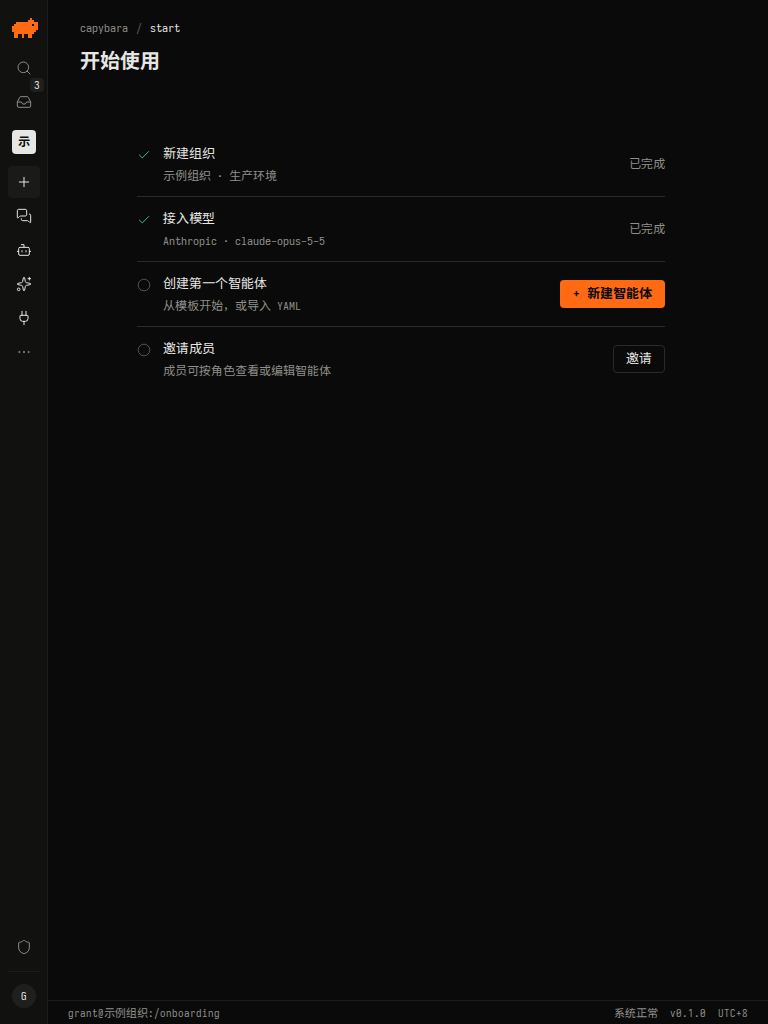 capybara / start
开始使用
3
示
新建组织
示例组织 · 生产环境
已完成
接入模型
Anthropic · claude-opus-5-5
已完成
创建第一个智能体
从模板开始，或导入 YAML
+ 新建智能体
邀请成员
成员可按角色查看或编辑智能体
邀请
G
grant@示例组织:/onboarding
系统正常 v0.1.0 UTC+8